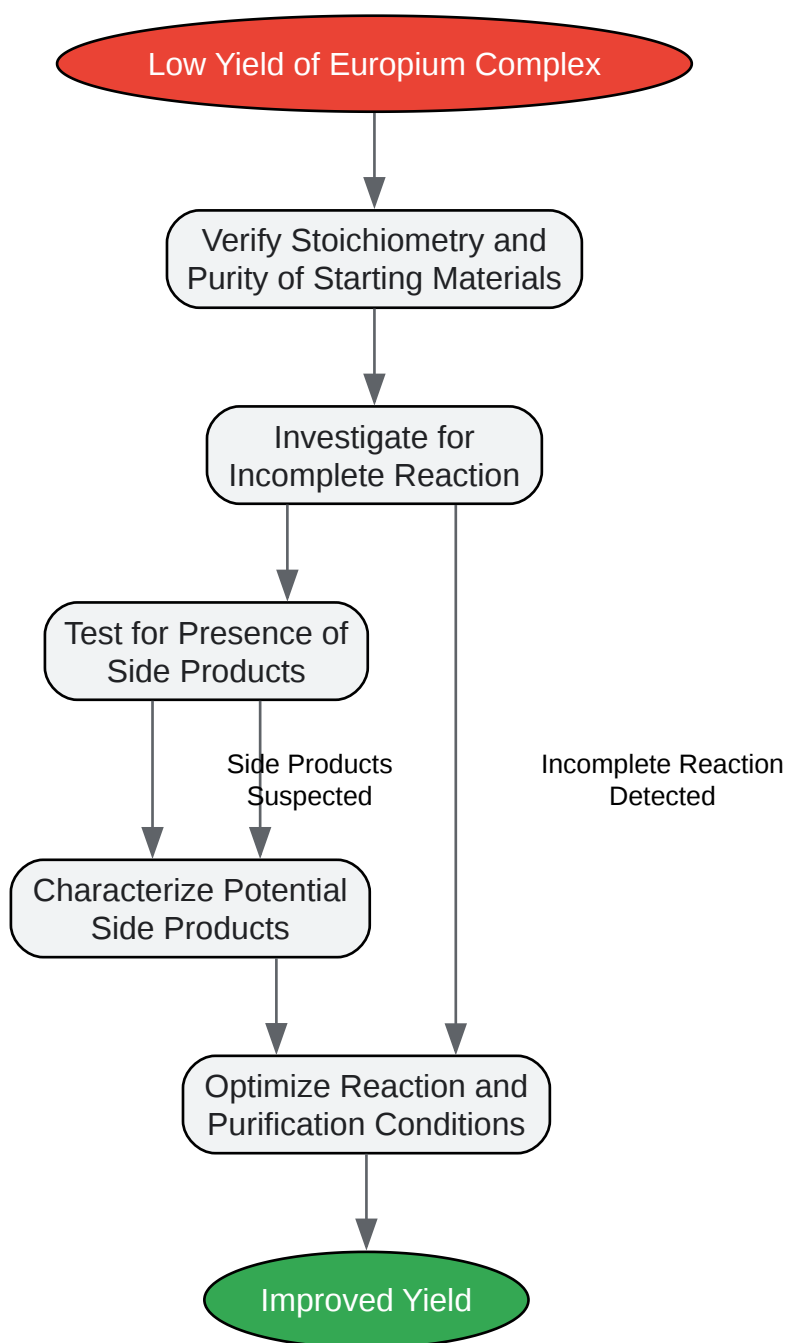 Low Yield of Europium Complex
Verify Stoichiometry and
Purity of Starting Materials
Investigate for
Incomplete Reaction
Test for Presence of
Side Products
Side Products
Suspected
Incomplete Reaction
Detected
Characterize Potential
Side Products
Optimize Reaction and
Purification Conditions
Improved Yield